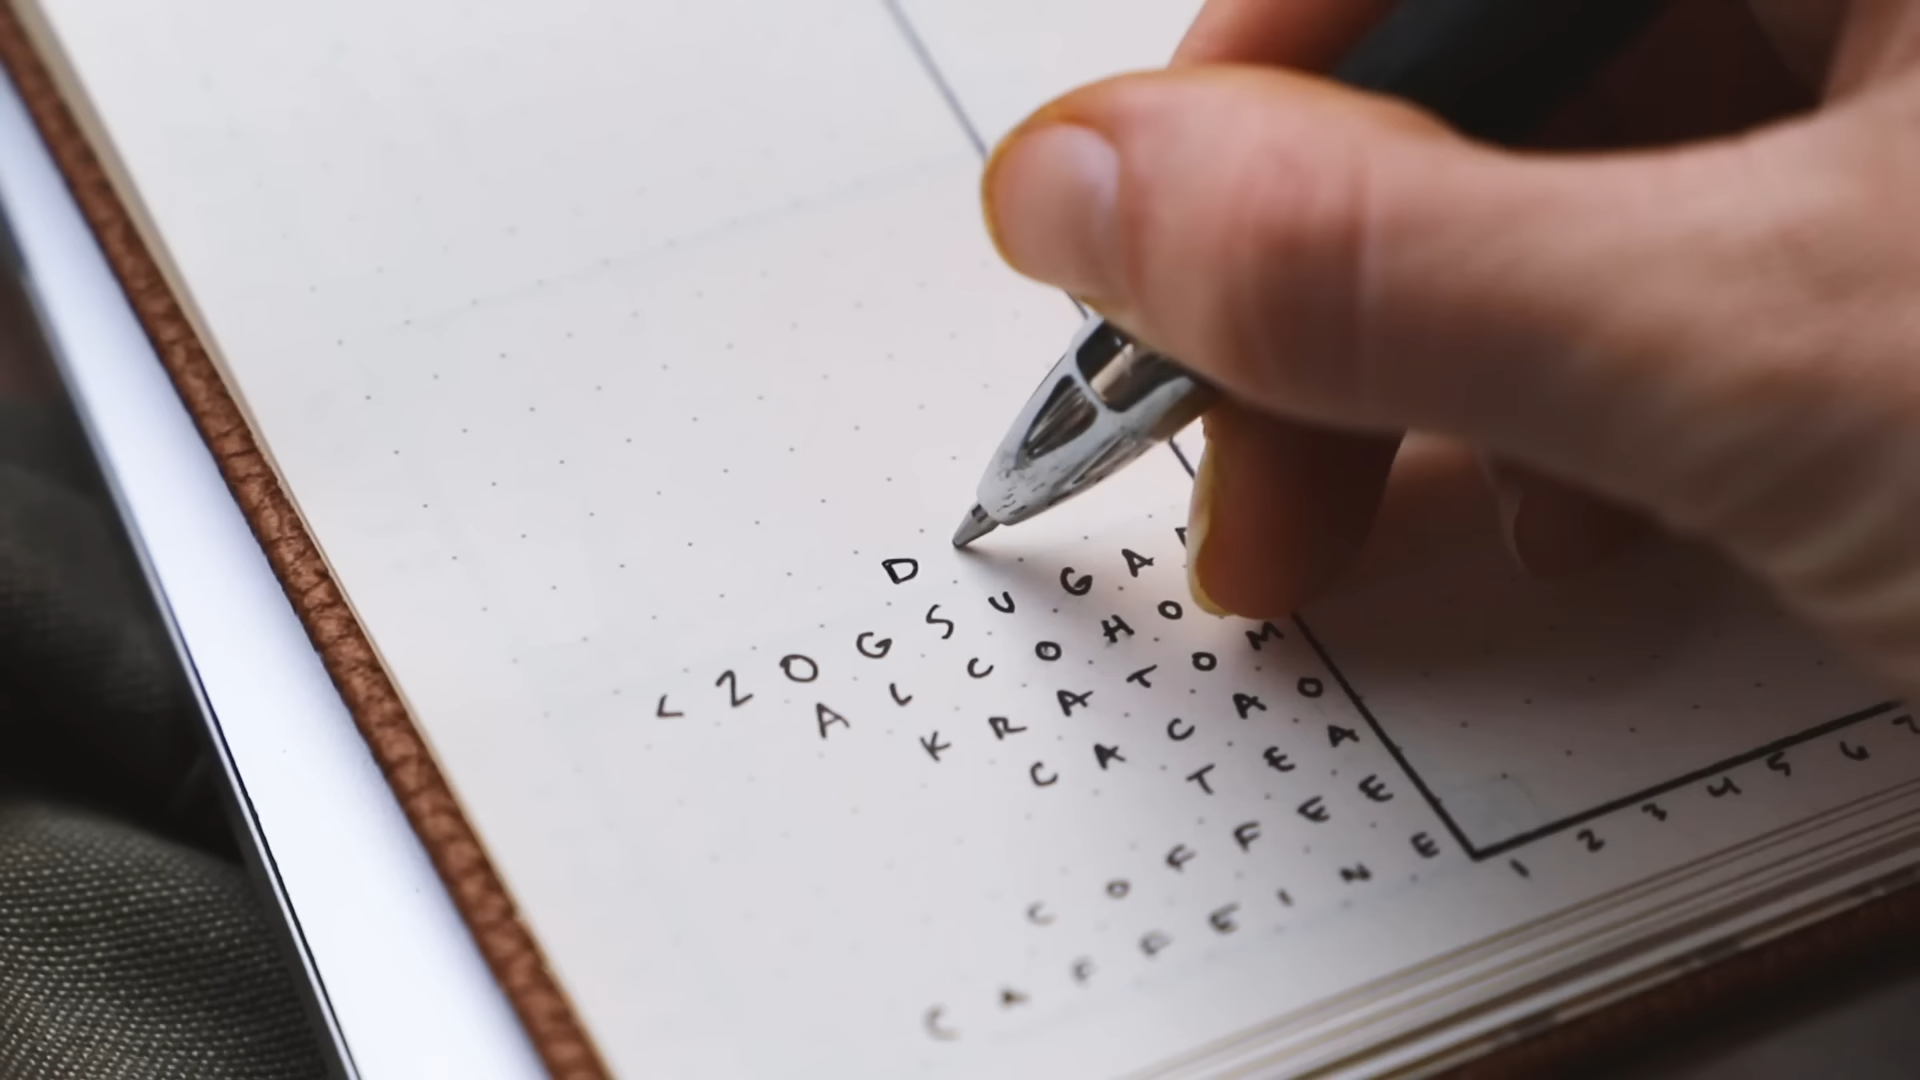 D
<20G SUGA
ALCOHO
KRATOM
CACAO
TEA
COFFEE
CAFFEINE
1 2 3 4 5 6 7